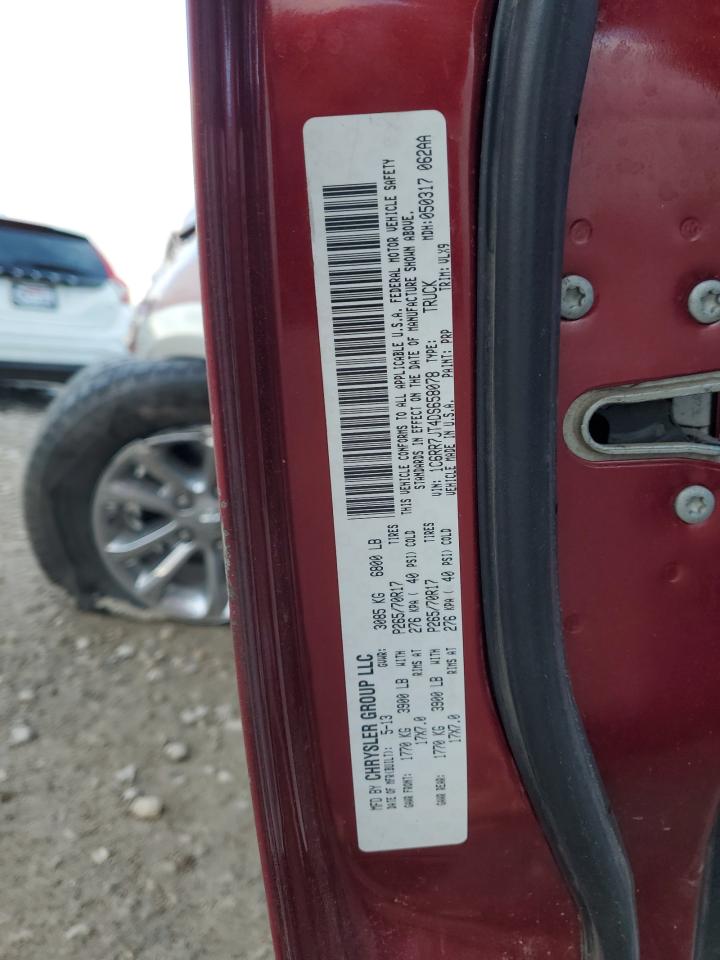 MFD BY CHRYSLER GROUP LLC
DATE OF MFR(BUILT): 5-13 GVWR: 3085 KG 6800 LB
GAWR FRONT: 1770 KG 3900 LB WITH P265/70R17 TIRES
17X7.0 RIMS AT 276 KPA ( 40 PSI) COLD
GAWR REAR: 1770 KG 3900 LB WITH P265/70R17 TIRES
17X7.0 RIMS AT 276 KPA ( 40 PSI) COLD
THIS VEHICLE CONFORMS TO ALL APPLICABLE U.S.A. FEDERAL MOTOR VEHICLE SAFETY
STANDARDS IN EFFECT ON THE DATE OF MANUFACTURE SHOWN ABOVE.
VIN: 1C6RR7JT4DS658078 TYPE: TRUCK MDH:050317 062AA
VEHICLE MADE IN U.S.A. PAINT: PRP TRIM: VLX9